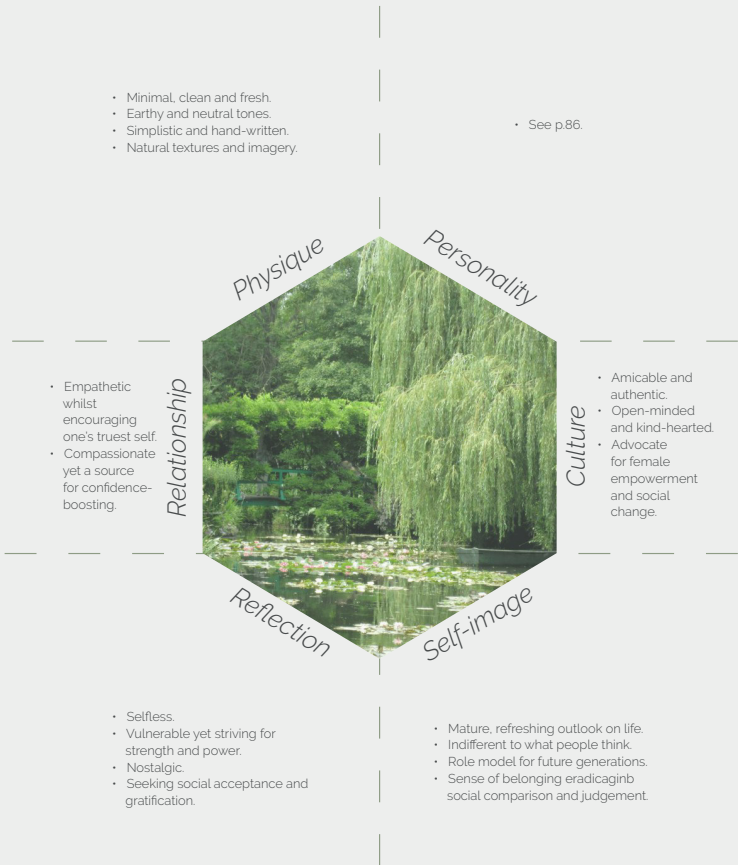 • Minimal, clean and fresh.
• Earthy and neutral tones.
• Simplistic and hand-written.
• Natural textures and imagery.
• See p.86.
Physique
Personality
• Empathetic
whilst
encouraging
one's truest self.
• Compassionate
yet a source
for confidence-
boosting.
Relationship
Culture
• Amicable and
authentic.
• Open-minded
and kind-hearted.
• Advocate
for female
empowerment
and social
change.
Reflection
Self-image
• Selfless.
• Vulnerable yet striving for
strength and power.
• Nostalgic.
• Seeking social acceptance and
gratification.
• Mature, refreshing outlook on life.
• Indifferent to what people think.
• Role model for future generations.
• Sense of belonging eradicaginb
social comparison and judgement.